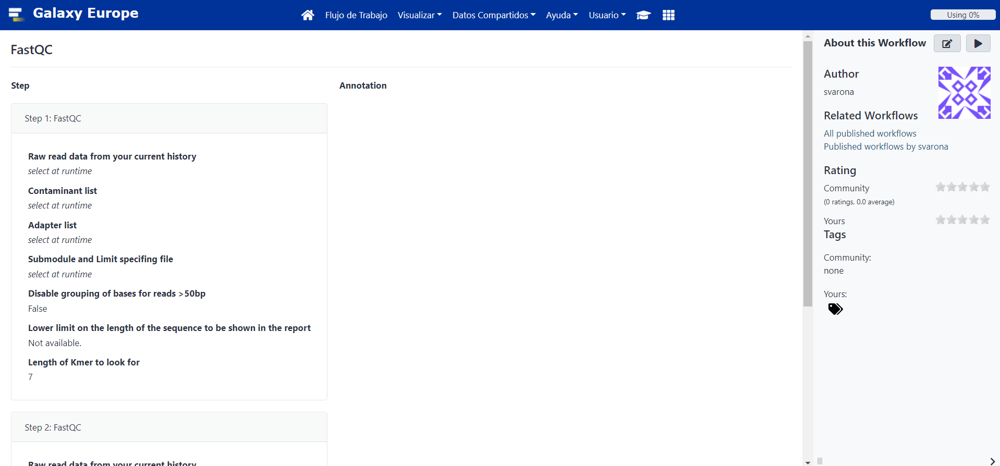 Galaxy Europe
Flujo de Trabajo Visualizar Datos Compartidos Ayuda Usuario
Using 0%
FastQC
Step Annotation
Step 1: FastQC
Raw read data from your current history
select at runtime
Contaminant list
select at runtime
Adapter list
select at runtime
Submodule and Limit specifing file
select at runtime
Disable grouping of bases for reads >50bp
False
Lower limit on the length of the sequence to be shown in the report
Not available.
Length of Kmer to look for
7
Step 2: FastQC
Raw read data from your current history
About this Workflow
Author
svarona
Related Workflows
All published workflows
Published workflows by svarona
Rating
Community
(0 ratings, 0.0 average)
Yours
Tags
Community:
none
Yours: